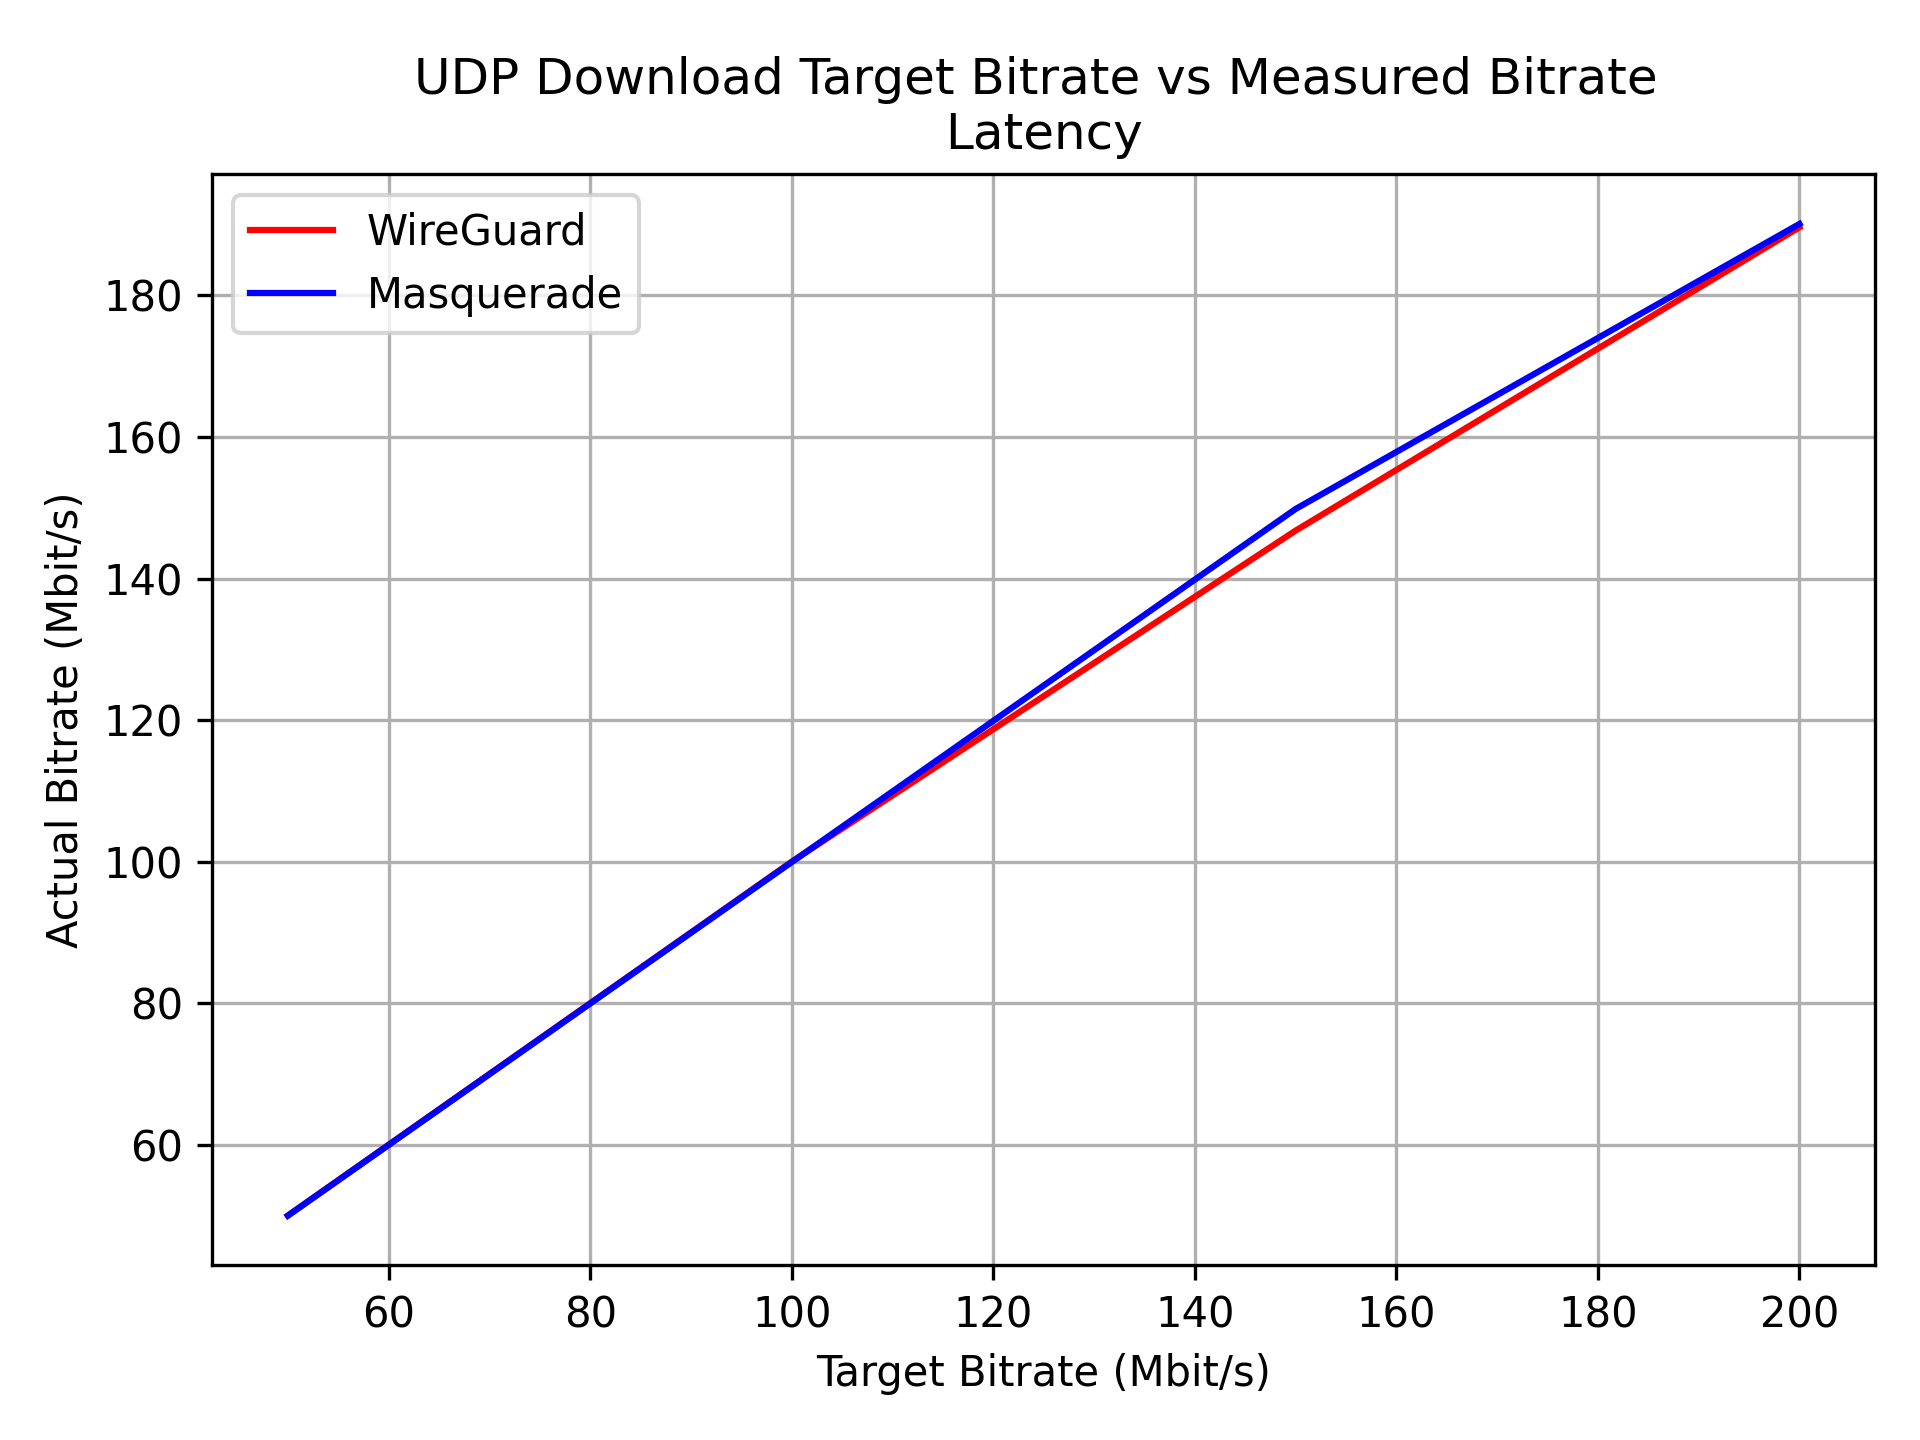 UDP Download Target Bitrate vs Measured Bitrate
Latency
WireGuard
Masquerade
Actual Bitrate (Mbit/s)
180
160
140
120
100
80
60
60 80 100 120 140 160 180 200
Target Bitrate (Mbit/s)